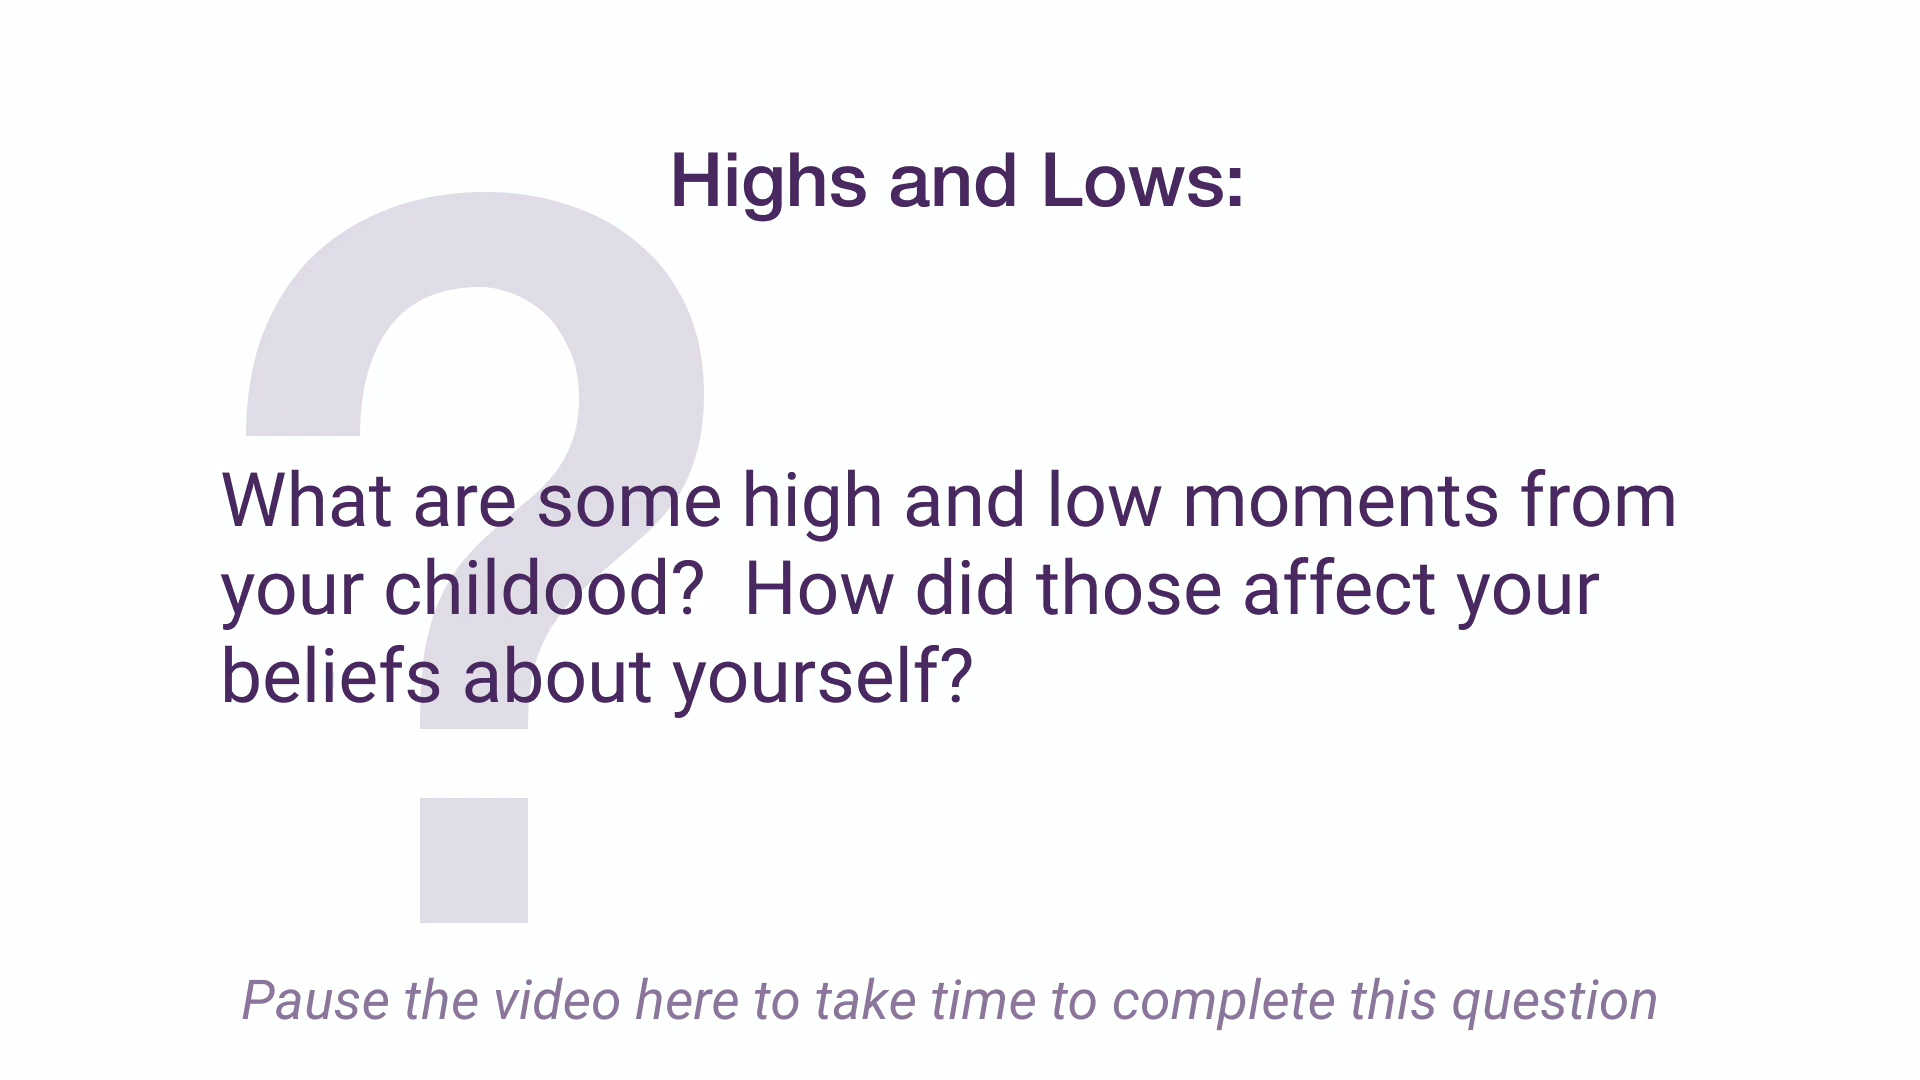 Highs and Lows:
What are some high and low moments from
your childood?  How did those affect your
beliefs about yourself?
Pause the video here to take time to complete this question